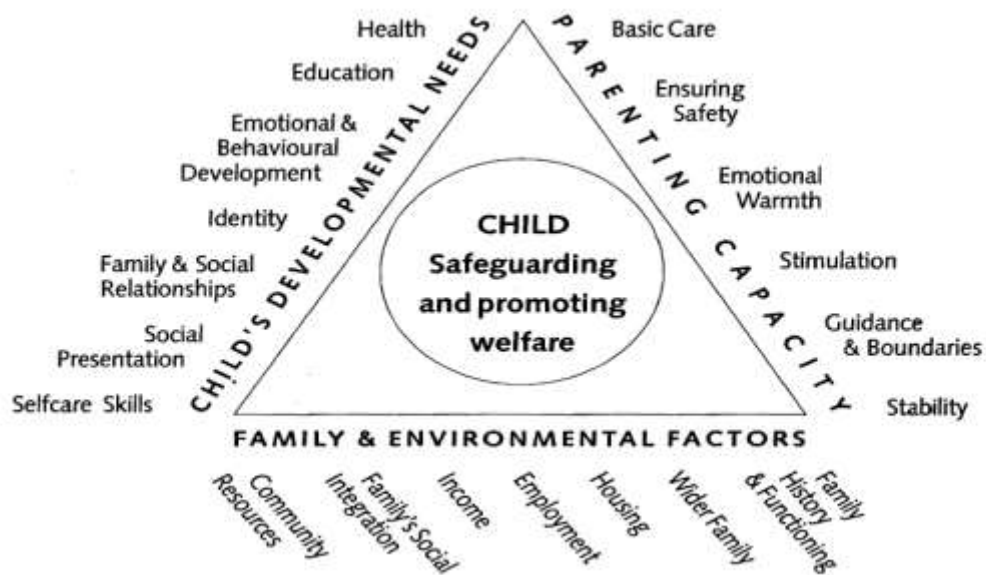 Health
Education
Emotional &
Behavioural
Development
Identity
Family & Social
Relationships
Social
Presentation
Selfcare Skills
CHILD'S DEVELOPMENTAL NEEDS
PARENTING CAPACITY
Basic Care
Ensuring
Safety
Emotional
Warmth
Stimulation
Guidance
& Boundaries
Stability
CHILD
Safeguarding
and promoting
welfare
FAMILY & ENVIRONMENTAL FACTORS
Community
Resources
Family's Social
Integration
Income
Employment
Housing
Wider Family
Family
History
& Functioning